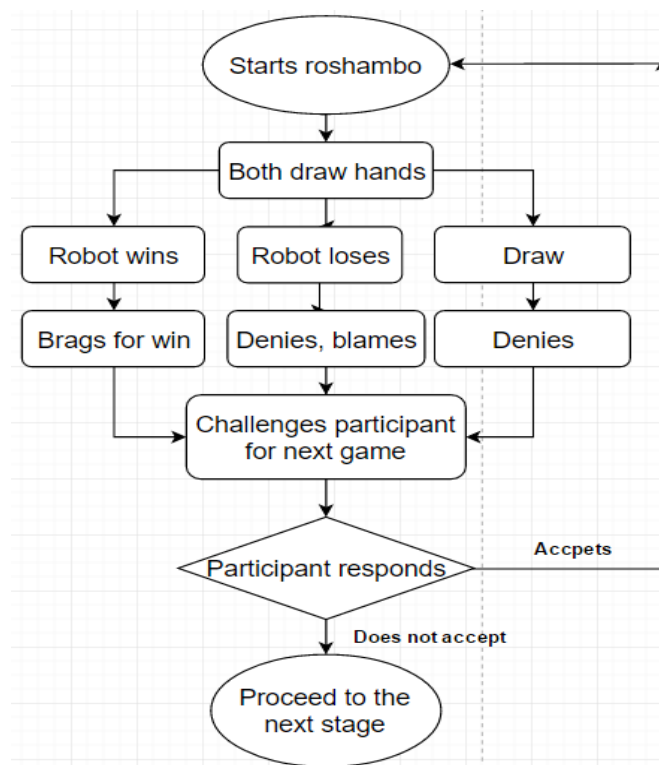 Starts roshambo
Both draw hands
Robot wins
Robot loses
Draw
Brags for win
Denies, blames
Denies
Challenges participant
for next game
Participant responds
Accpets
Does not accept
Proceed to the
next stage